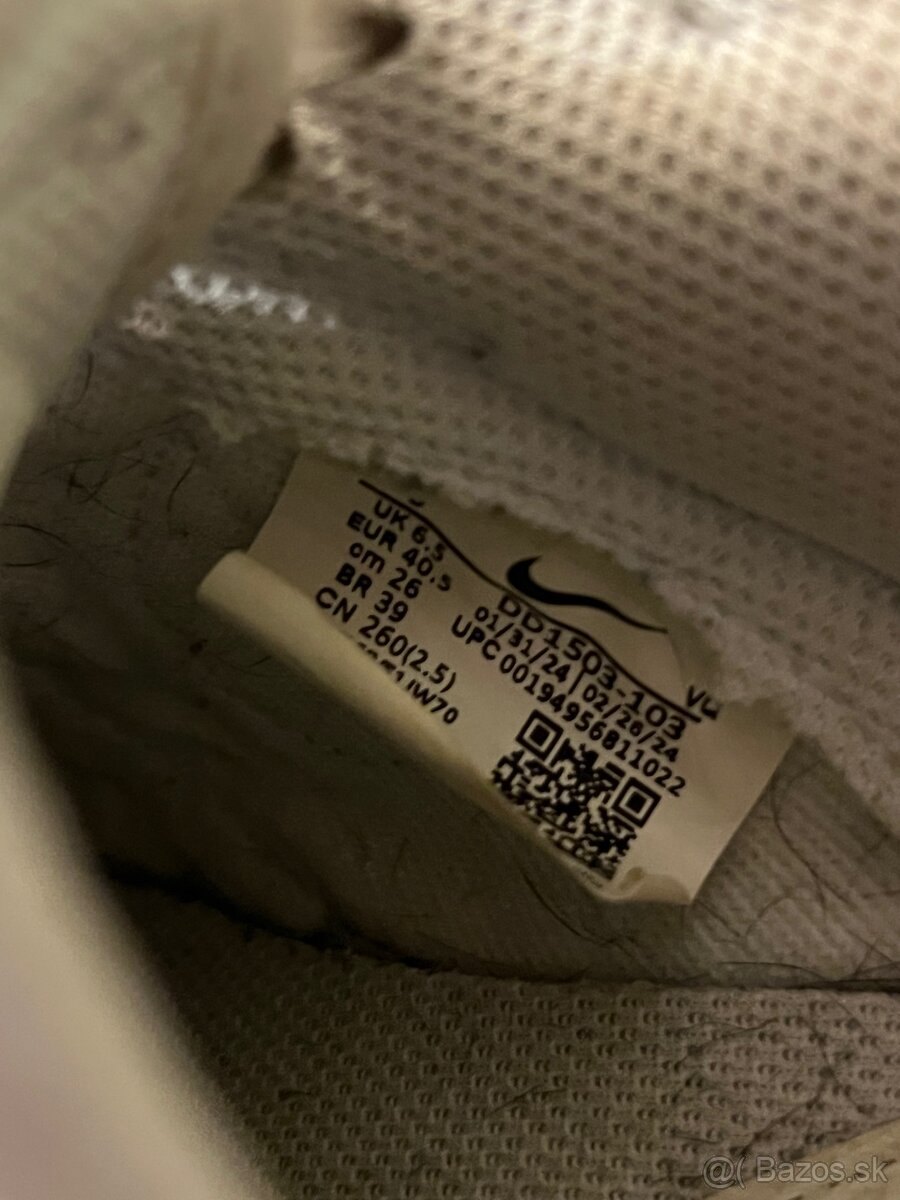 UK 6.5
EUR 40.5
cm 26
BR 39
CN 260(2.5)
DD1503-103
01/31/24 | 02/28/24
UPC 00194956811022
@( Bazos.sk